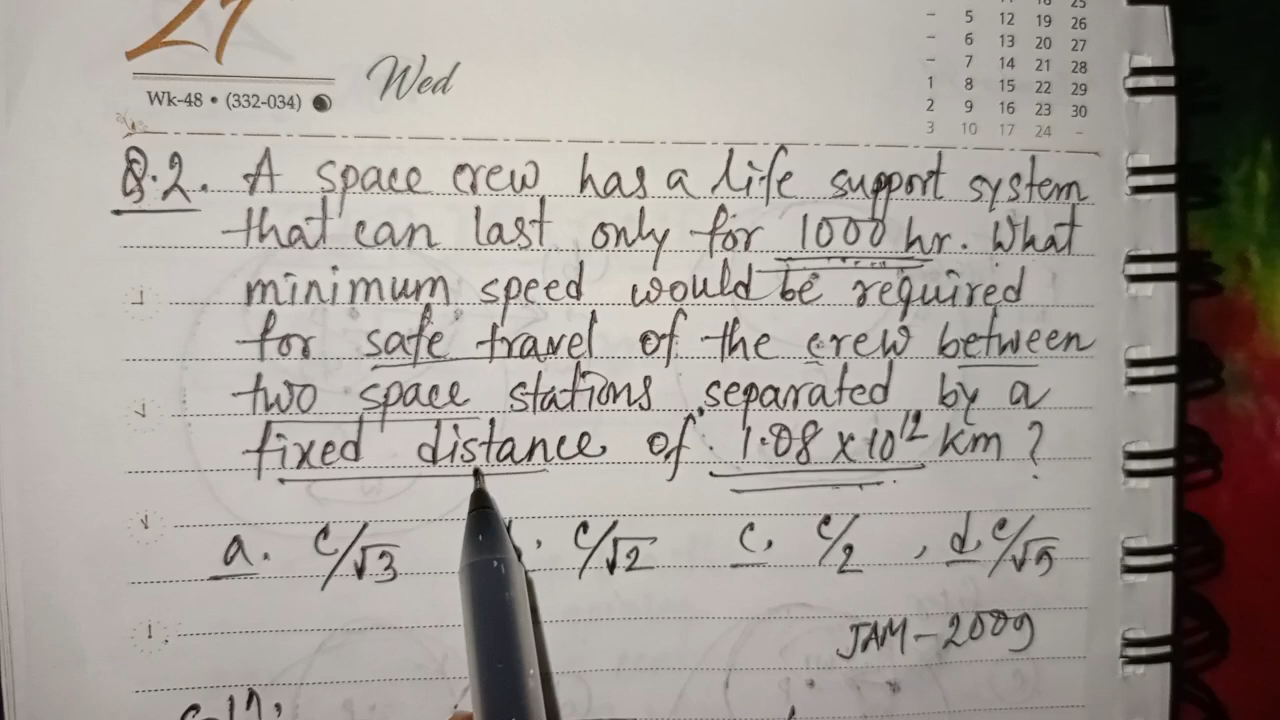 27
Wed
Wk-48 • (332-034)
18 25
- 5 12 19 26
- 6 13 20 27
- 7 14 21 28
1 8 15 22 29
2 9 16 23 30
3 10 17 24 -
Q.2. A space crew has a life support system
that can last only for 1000 hr. What
minimum speed would be required
for safe travel of the crew between
two space stations separated by a
fixed distance of 1.08 x 10¹² km ?
a. c/√3 c/√2 c. c/2 , d. c/√5
JAM-2009